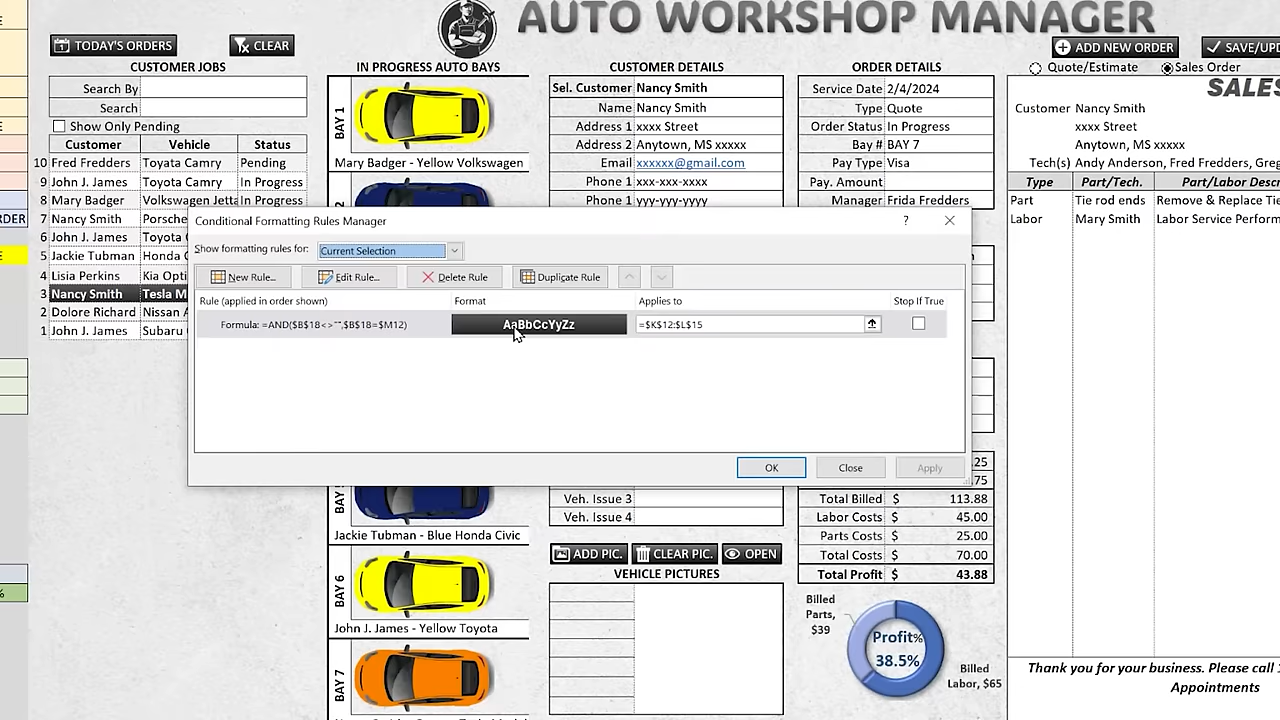 AUTO WORKSHOP MANAGER
TODAY'S ORDERS
CLEAR
ADD NEW ORDER
CUSTOMER JOBS
IN PROGRESS AUTO BAYS
CUSTOMER DETAILS
ORDER DETAILS
Quote/Estimate
Sales Order
Search By
Search
Show Only Pending
Customer Vehicle Status
10 Fred Fredders Toyata Camry Pending
9 John J. James Toyata Camry In Progress
8 Mary Badger Volkswagen Jetta In Progress
7 Nancy Smith Porsche
6 John J. James Toyota
5 Jackie Tubman Honda
4 Lisia Perkins Kia Opti
3 Nancy Smith Tesla M
2 Dolore Richard Nissan
1 John J. James Subaru
BAY 1
Mary Badger - Yellow Volkswagen
Sel. Customer Nancy Smith
Name Nancy Smith
Address 1 xxxx Street
Address 2 Anytown, MS xxxxx
Email xxxxxx@gmail.com
Phone 1 xxx-xxx-xxxx
Phone 1 yyy-yyy-yyyy
Service Date 2/4/2024
Type Quote
Order Status In Progress
Bay # BAY 7
Pay Type Visa
Pay. Amount
Manager Frida Fredders
Customer Nancy Smith
xxxx Street
Anytown, MS xxxxx
Tech(s) Andy Anderson, Fred Fredders, Greg
Type Part/Tech. Part/Labor Descr
Part Tie rod ends Remove & Replace Tie
Labor Mary Smith Labor Service Perform
Conditional Formatting Rules Manager
?
Show formatting rules for: Current Selection
New Rule...
Edit Rule...
Delete Rule
Duplicate Rule
Rule (applied in order shown) Format Applies to Stop If True
Formula: =AND($B$18<>"",$B$18=$M12) AaBbCcYyZz =$K$12:$L$15
OK
Close
Apply
Jackie Tubman - Blue Honda Civic
BAY 6
John J. James - Yellow Toyota
BAY 7
Veh. Issue 3
Veh. Issue 4
ADD PIC.
CLEAR PIC.
OPEN
VEHICLE PICTURES
.25
.75
Total Billed $ 113.88
Labor Costs $ 45.00
Parts Costs $ 25.00
Total Costs $ 70.00
Total Profit $ 43.88
Billed Parts, $39
Profit%
38.5%
Billed Labor, $65
Thank you for your business. Please call
Appointments